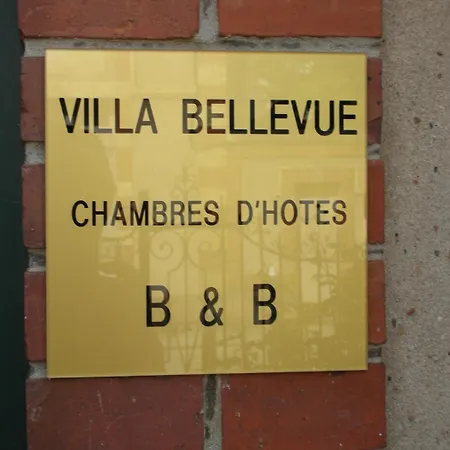 VILLA BELLEVUE
CHAMBRES D'HOTES
B & B